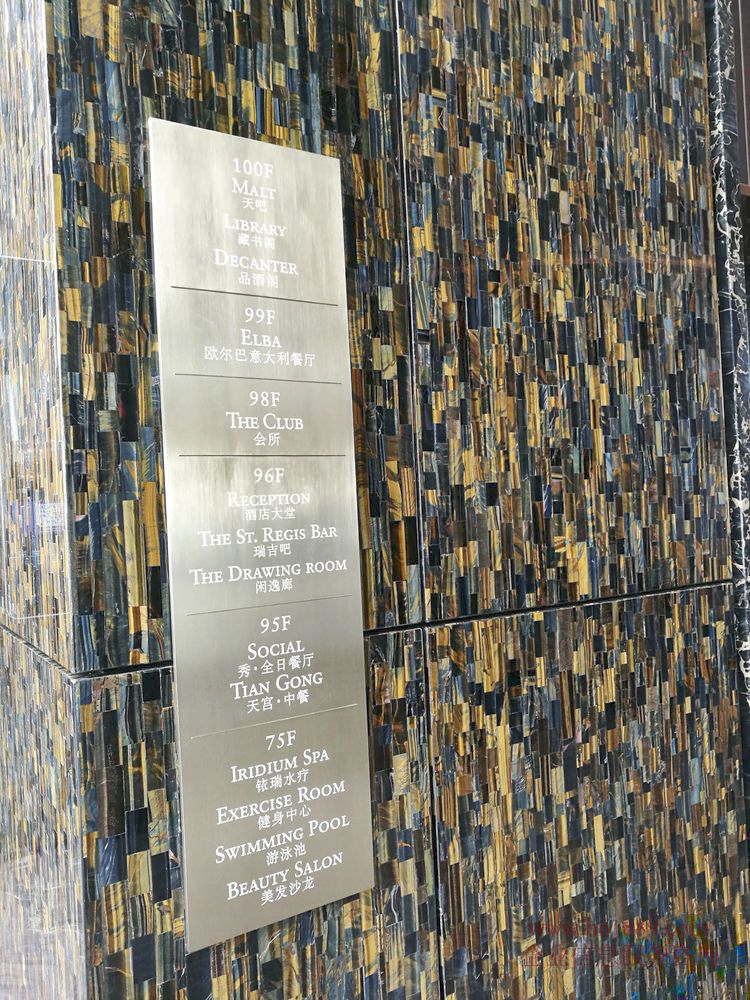 100F
MALT
天吧
LIBRARY
藏书阁
DECANTER
品酒阁
99F
ELBA
欧尔巴意大利餐厅
98F
THE CLUB
会所
96F
RECEPTION
酒店大堂
THE ST. REGIS BAR
瑞吉吧
THE DRAWING ROOM
闲逸廊
95F
SOCIAL
秀·全日餐厅
TIAN GONG
天宫·中餐
75F
IRIDIUM SPA
铱瑞水疗
EXERCISE ROOM
健身中心
SWIMMING POOL
游泳池
BEAUTY SALON
美发沙龙